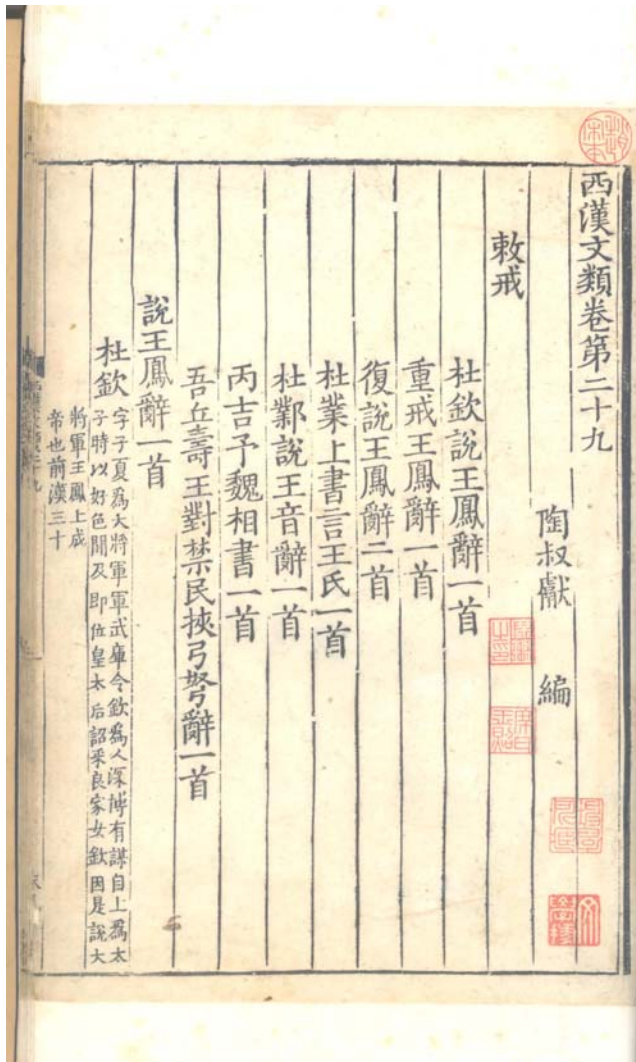 西漢文類卷第二十九
陶叔獻 編
敕戒
杜欽說王鳳辭一首
重戒王鳳辭一首
復說王鳳辭二首
杜業上書言王氏一首
杜鄴說王音辭一首
丙吉予魏相書一首
吾丘壽王對禁民挾弓弩辭一首
說王鳳辭一首
杜欽
字子夏爲大將軍軍武庫令欽爲人深博有謀自上爲太
子時以好色聞及即位皇太后詔采良家女欽因是說大
將軍王鳳上成
帝也前漢三十